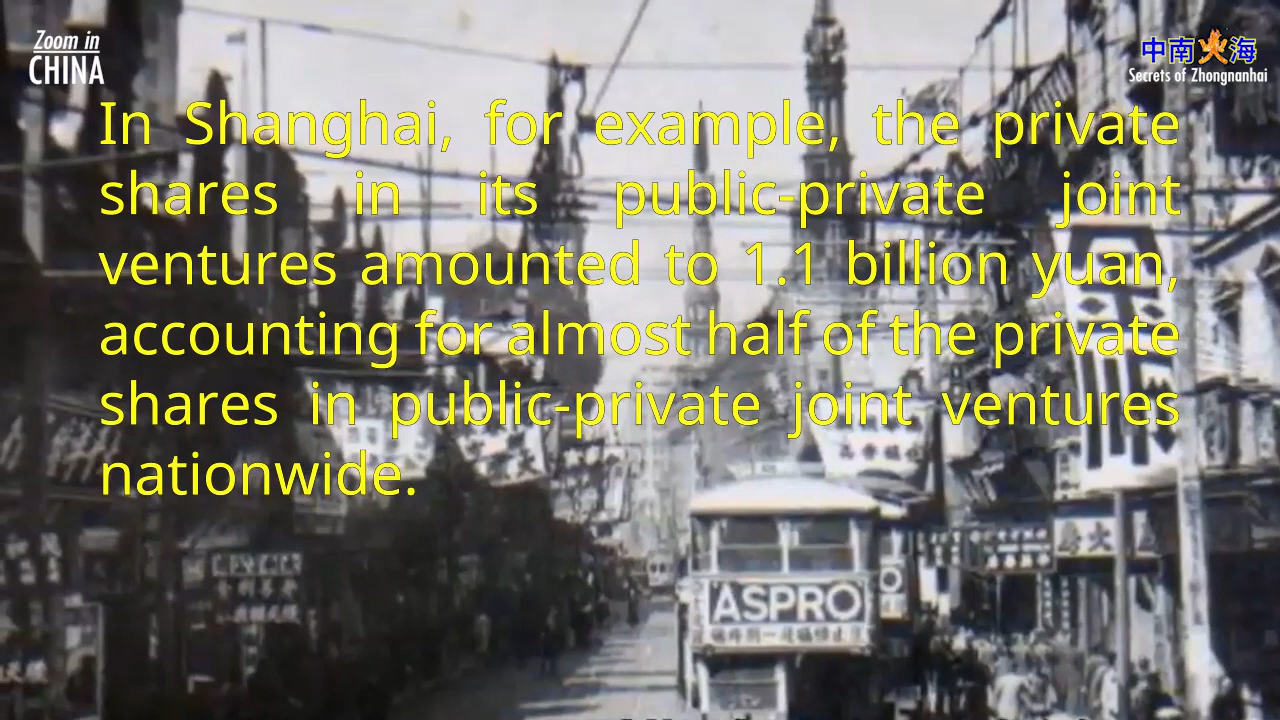 Zoom in
CHINA
中南海
Secrets of Zhongnanhai
In Shanghai, for example, the private
shares in its public-private joint
ventures amounted to 1.1 billion yuan,
accounting for almost half of the private
shares in public-private joint ventures
nationwide.
ASPRO